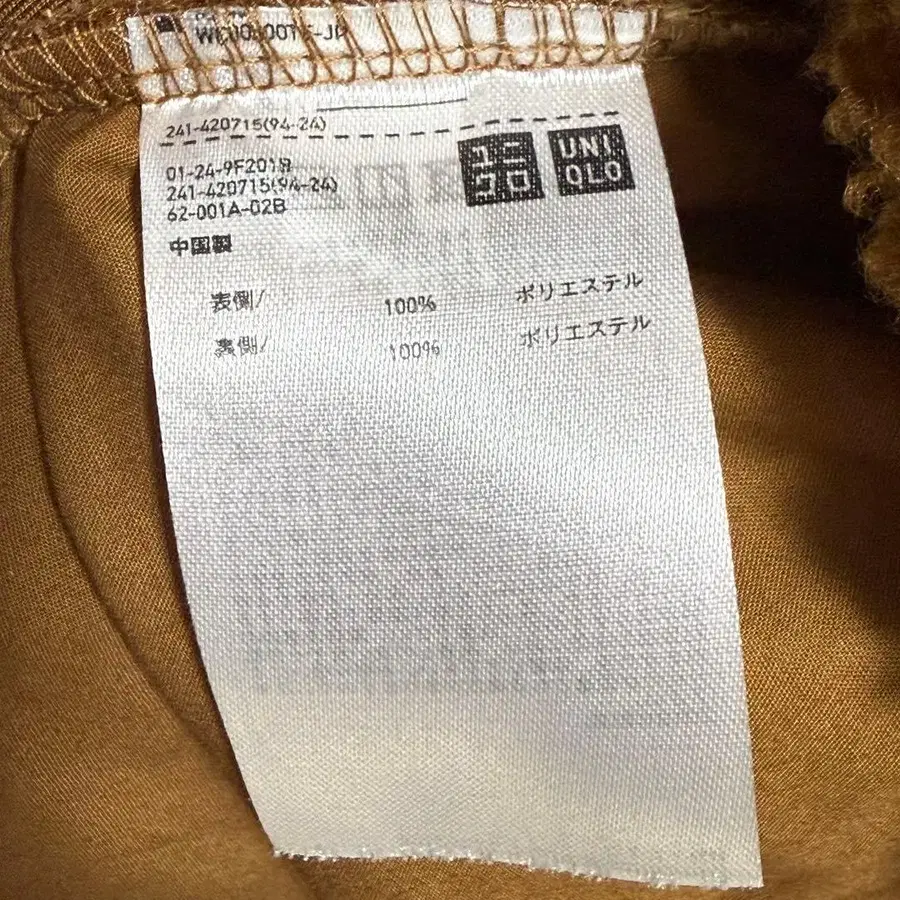 241-420715(94-24)
01-24-9F201B
241-420715(94-24)
62-001A-02B
ユニ
クロ
UNI
QLO
中国製
表側/ 100% ポリエステル
裏側/ 100% ポリエステル